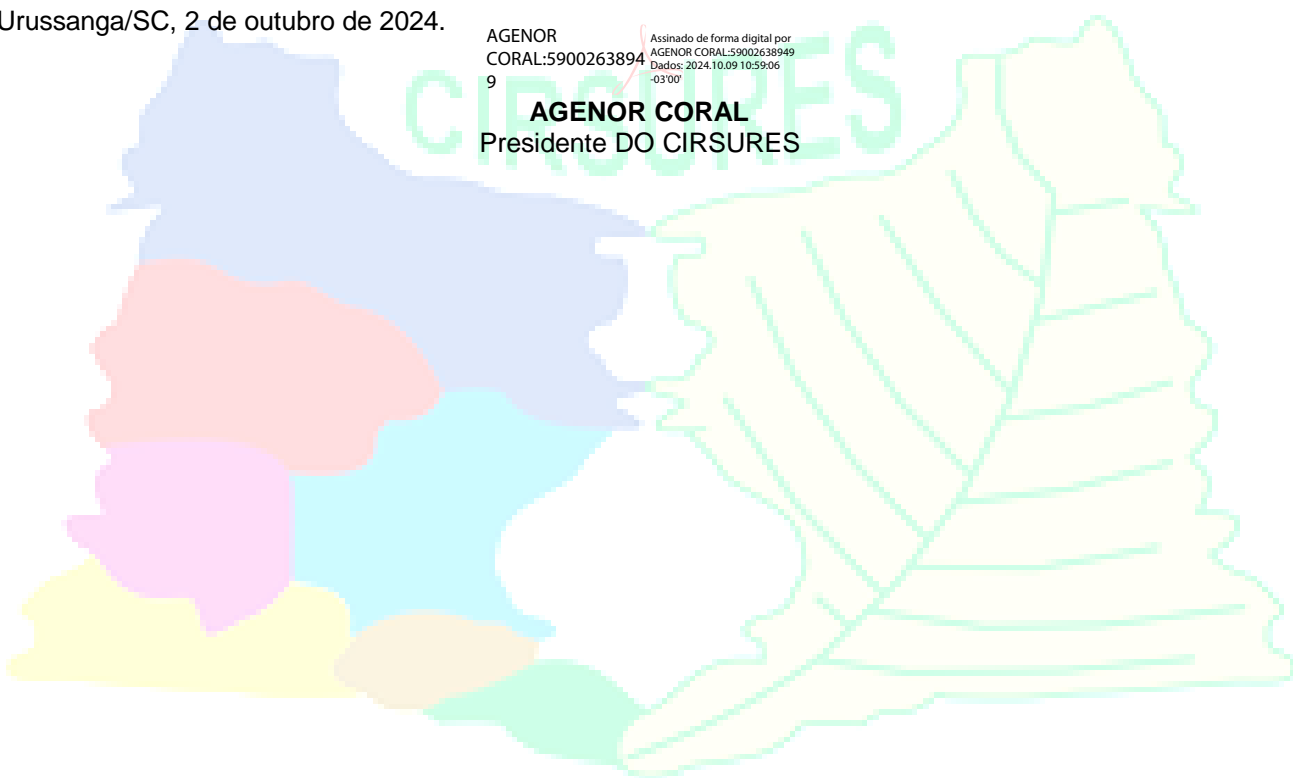 Urussanga/SC, 2 de outubro de 2024.
AGENOR
CORAL:5900263894
9
Assinado de forma digital por
AGENOR CORAL:59002638949
Dados: 2024.10.09 10:59:06
-03'00'
CIRSURES
AGENOR CORAL
Presidente DO CIRSURES